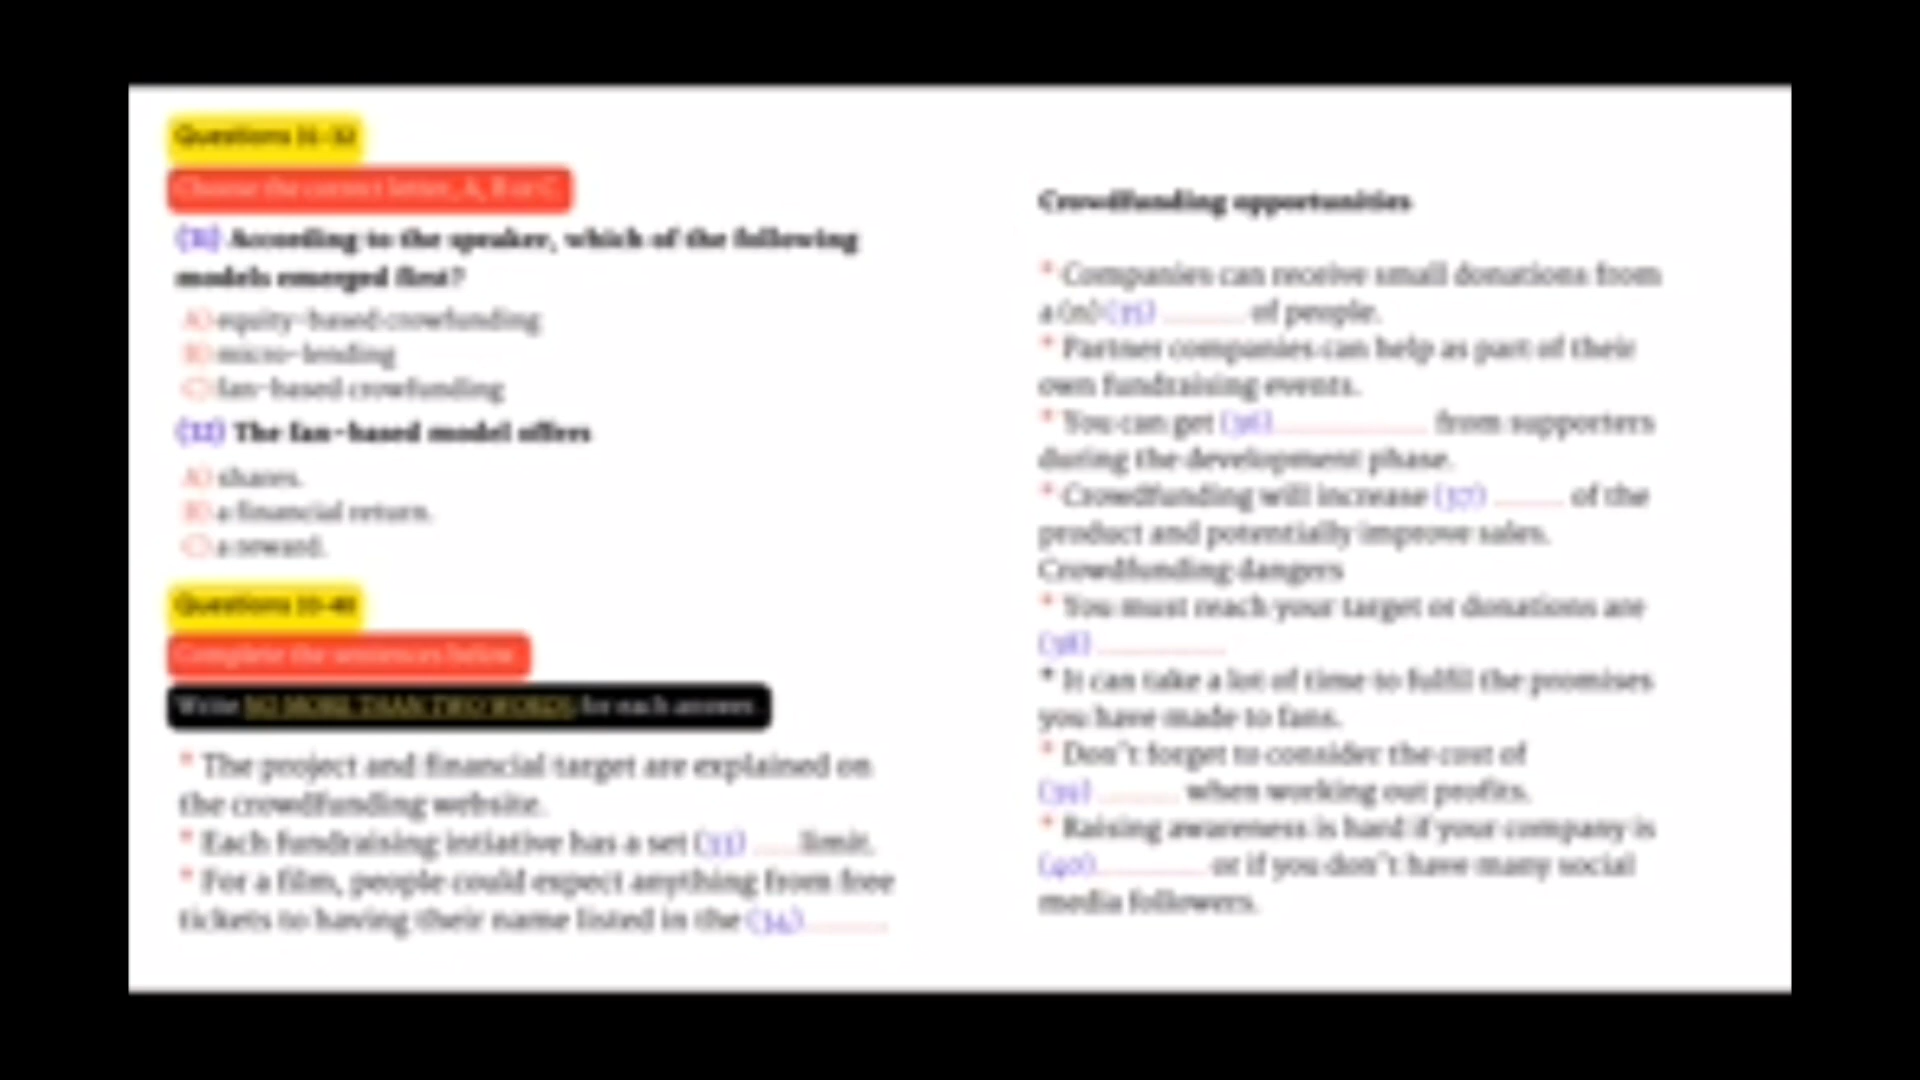 Questions 31-32
Choose the correct letter, A, B or C.
(31) According to the speaker, which of the following
models emerged first?
A) equity-based crowfunding
B) micro-lending
C) fan-based crowfunding
(32) The fan-based model offers
A) shares.
B) a financial return.
C) a reward.
Questions 33-40
Complete the sentences below.
Write NO MORE THAN TWO WORDS for each answer.
* The project and financial target are explained on
the crowdfunding website.
* Each fundraising intiative has a set (33) .....limit.
* For a film, people could expect anything from free
tickets to having their name listed in the (34)..........
Crowdfunding opportunities
* Companies can receive small donations from
a (n) (35) .......... of people.
* Partner companies can help as part of their
own fundraising events.
* You can get (36)................... from supporters
during the development phase.
* Crowdfunding will increase (37) ......... of the
product and potentially improve sales.
Crowdfunding dangers
* You must reach your target or donations are
(38) ................
* It can take a lot of time to fulfil the promises
you have made to fans.
* Don't forget to consider the cost of
(39) .......... when working out profits.
* Raising awareness is hard if your company is
(40).............. or if you don't have many social
media followers.